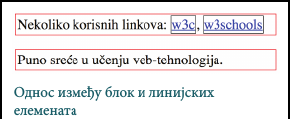 Nekoliko korisnih linkova: w3c, w3schools
Puno sreće u učenju veb-tehnologija.
Однос између блок и линијских
елемената